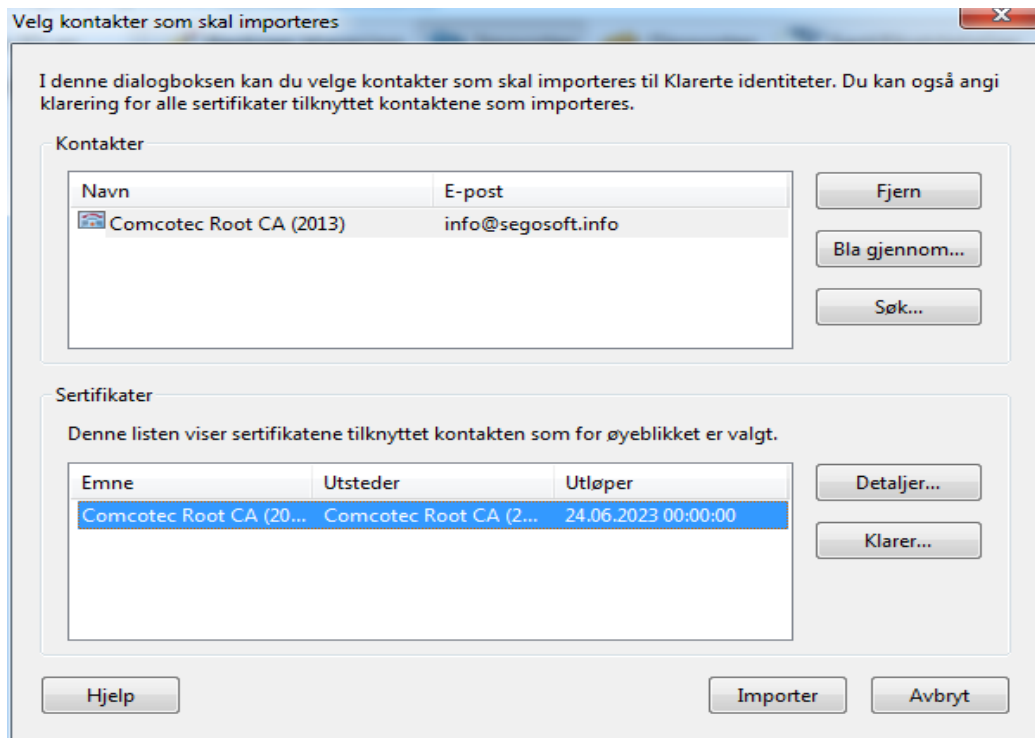 Velg kontakter som skal importeres
I denne dialogboksen kan du velge kontakter som skal importeres til Klarerte identiteter. Du kan også angi
klarering for alle sertifikater tilknyttet kontaktene som importeres.
Kontakter
Navn E-post
Comcotec Root CA (2013) info@segosoft.info
Fjern
Bla gjennom...
Søk...
Sertifikater
Denne listen viser sertifikatene tilknyttet kontakten som for øyeblikket er valgt.
Emne Utsteder Utløper
Comcotec Root CA (20... Comcotec Root CA (2... 24.06.2023 00:00:00
Detaljer...
Klarer...
Hjelp Importer Avbryt